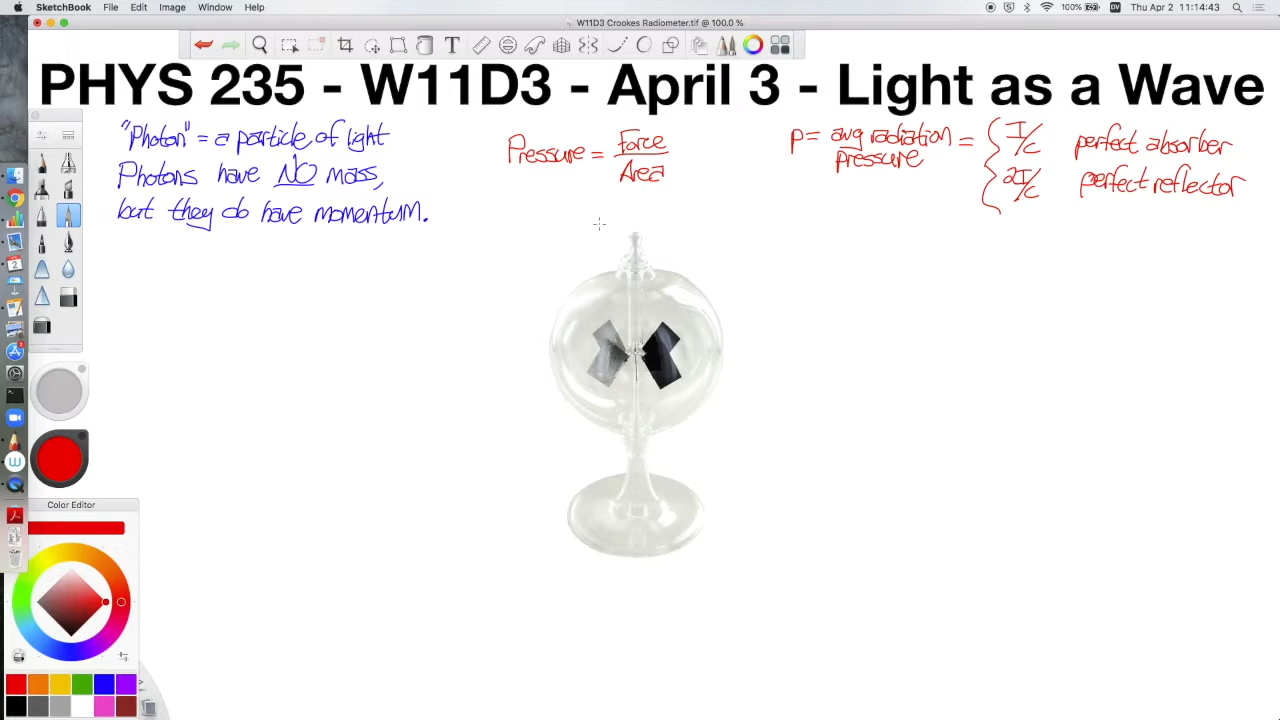 SketchBook File Edit Image Window Help
100% Thu Apr 2 11:14:43
W11D3 Crookes Radiometer.tif @ 100.0 %
PHYS 235 - W11D3 - April 3 - Light as a Wave
"Photon" = a particle of light
Photons have NO mass,
but they do have momentum.
Pressure = Force
Area
p = avg radiation pressure = { I/c perfect absorber
2I/c perfect reflector
Color Editor